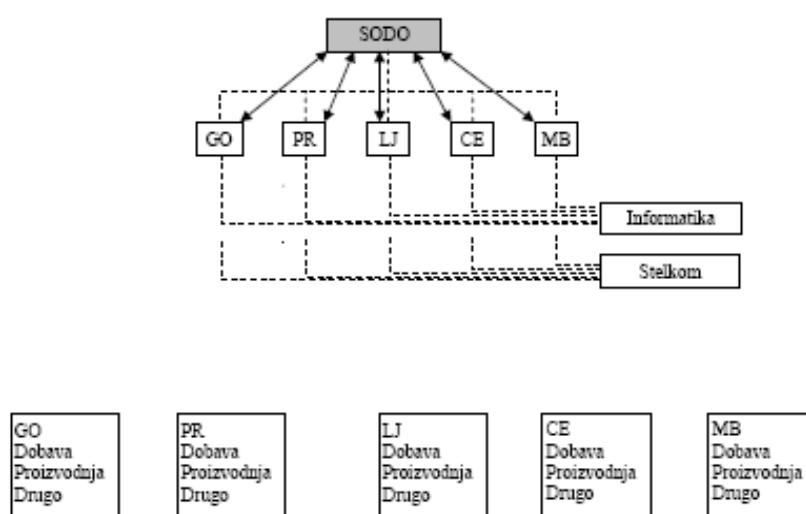 SODO
GO PR LJ CE MB
Informatika
Stelkom
GO
Dobava
Proizvodnja
Drugo
PR
Dobava
Proizvodnja
Drugo
LJ
Dobava
Proizvodnja
Drugo
CE
Dobava
Proizvodnja
Drugo
MB
Dobava
Proizvodnja
Drugo